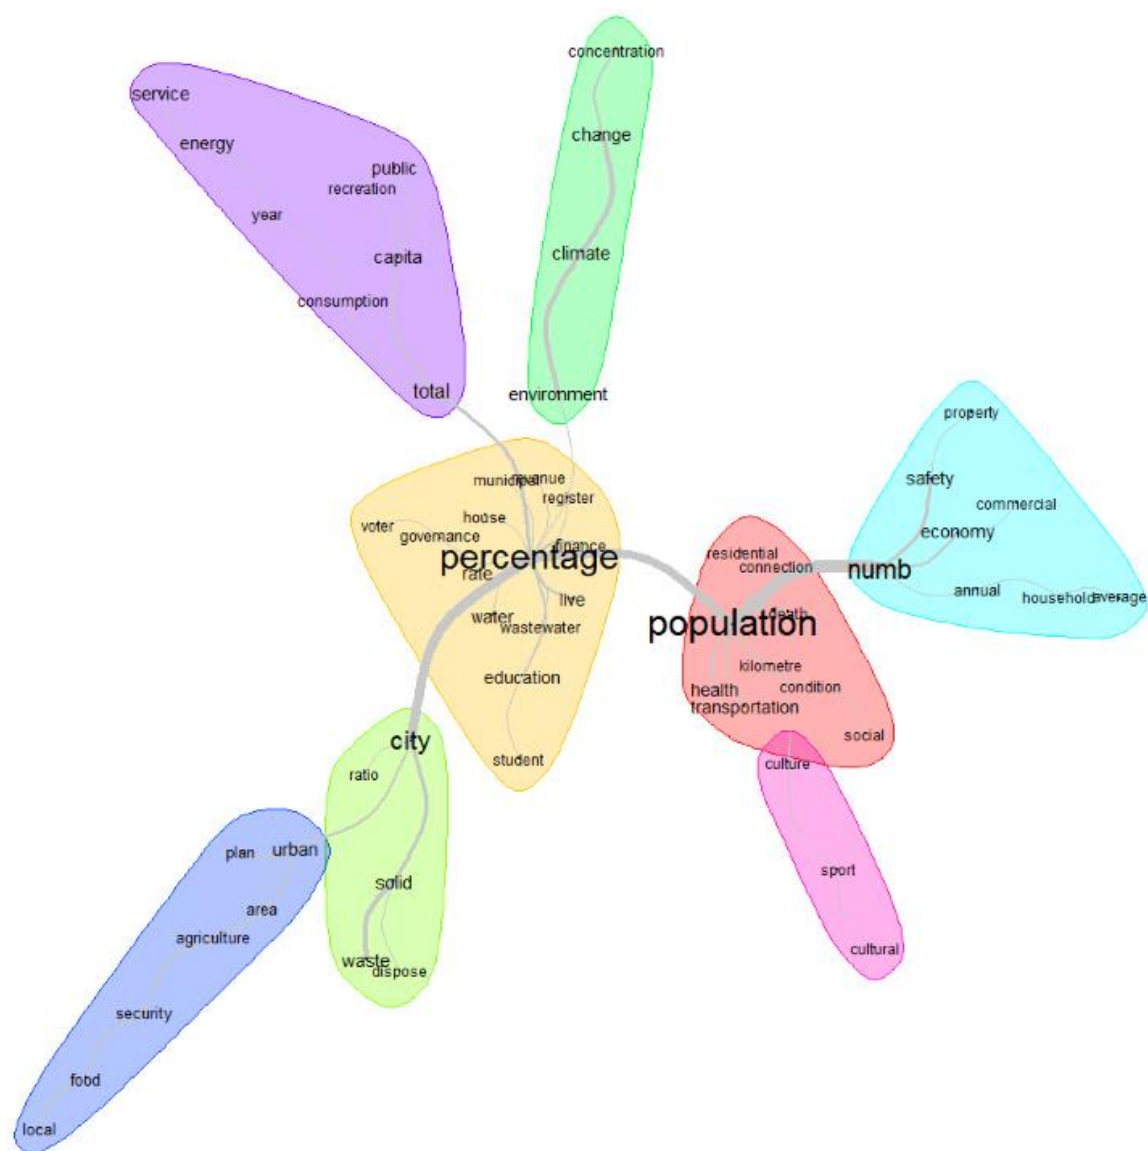 concentration
service
change
energy
public
recreation
year
climate
capita
consumption
total
environment
property
municipal
revenue
safety
register
commercial
house
voter
governance
economy
finance
percentage
residential
connection
numb
rate
annual
household
average
live
water
death
wastewater
population
kilometre
education
health
condition
transportation
social
city
student
culture
ratio
plan
urban
sport
solid
area
agriculture
cultural
waste
dispose
security
food
local